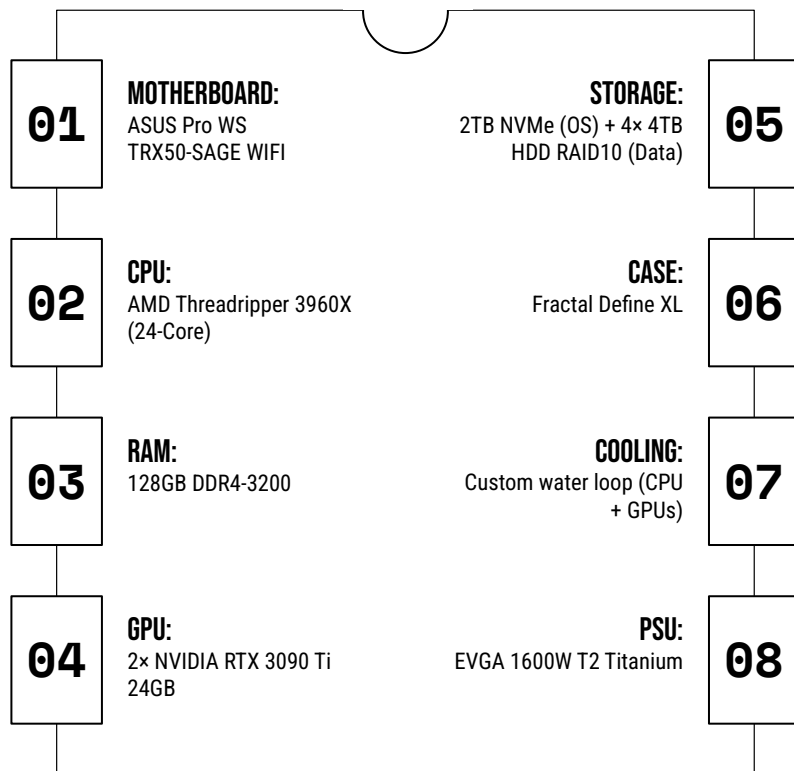 01
MOTHERBOARD:
ASUS Pro WS
TRX50-SAGE WIFI
02
CPU:
AMD Threadripper 3960X
(24-Core)
03
RAM:
128GB DDR4-3200
04
GPU:
2× NVIDIA RTX 3090 Ti
24GB
STORAGE:
2TB NVMe (OS) + 4× 4TB
HDD RAID10 (Data)
05
CASE:
Fractal Define XL
06
COOLING:
Custom water loop (CPU
+ GPUs)
07
PSU:
EVGA 1600W T2 Titanium
08